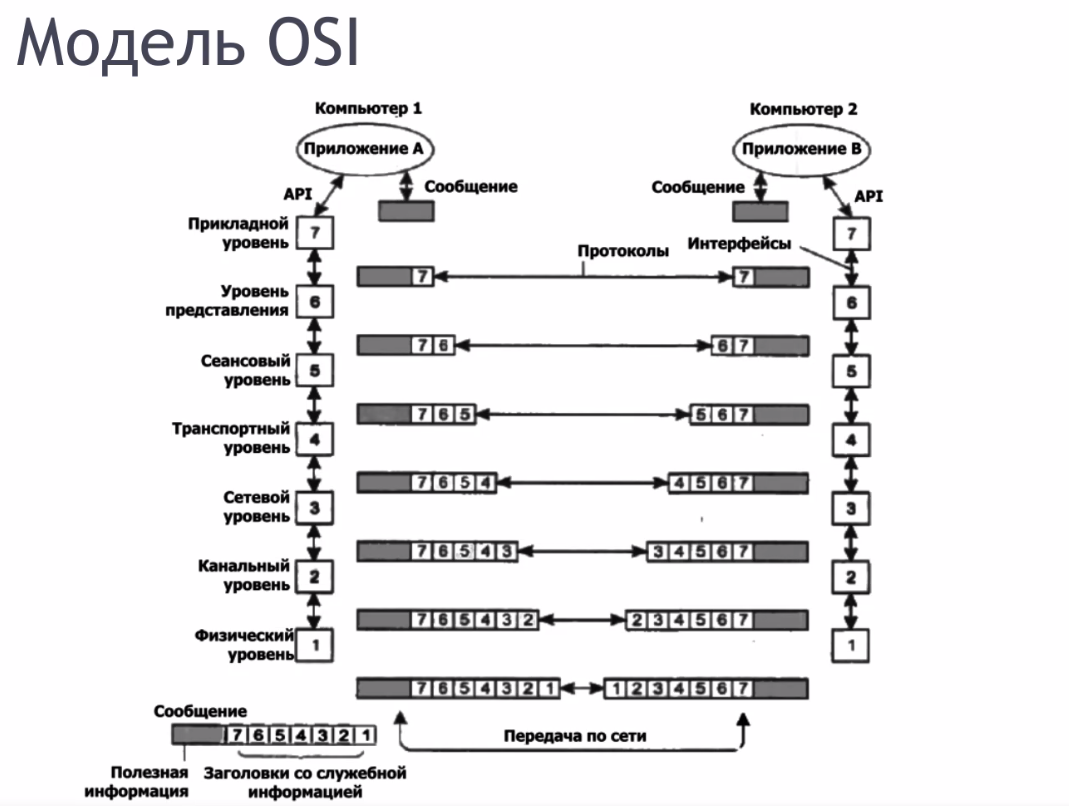 Модель OSI
Компьютер 1
Компьютер 2
Приложение A
Приложение B
API
Сообщение
Сообщение
API
Прикладной
уровень
7
7
Протоколы
Интерфейсы
7
7
Уровень
представления
6
6
7 6
6 7
Сеансовый
уровень
5
5
7 6 5
5 6 7
Транспортный
уровень
4
4
7 6 5 4
4 5 6 7
Сетевой
уровень
3
3
7 6 5 4 3
3 4 5 6 7
Канальный
уровень
2
2
7 6 5 4 3 2
2 3 4 5 6 7
Физический
уровень
1
1
7 6 5 4 3 2 1
1 2 3 4 5 6 7
Сообщение
7 6 5 4 3 2 1
Передача по сети
Полезная
информация
Заголовки со служебной
информацией